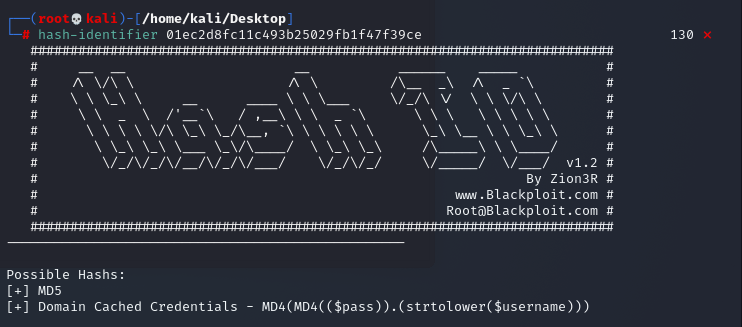 ┌──(root💀kali)-[/home/kali/Desktop]
└─# hash-identifier 01ec2d8fc11c493b25029fb1f47f39ce 130 ⨯
#########################################################################
# __ __ __ ______ _____ #
# /\ \/\ \ /\ \ /\__ _\ /\ _ `\ #
# \ \ \_\ \ __ ____ \ \ \___ \/_/\ \/ \ \ \/\ \ #
# \ \ _ \ /'__`\ / ,__\ \ \ _ `\ \ \ \ \ \ \ \ \ #
# \ \ \ \ \/\ \_\ \_/\__, `\ \ \ \ \ \ \_\ \__ \ \ \_\ \ #
# \ \_\ \_\ \___ \_\/\____/ \ \_\ \_\ /\_____\ \ \____/ #
# \/_/\/_/\/__/\/_/\/___/ \/_/\/_/ \/_____/ \/___/ v1.2 #
# By Zion3R #
# www.Blackploit.com #
# Root@Blackploit.com #
#########################################################################
--------------------------------------------------
Possible Hashs:
[+] MD5
[+] Domain Cached Credentials - MD4(MD4(($pass)).(strtolower($username)))